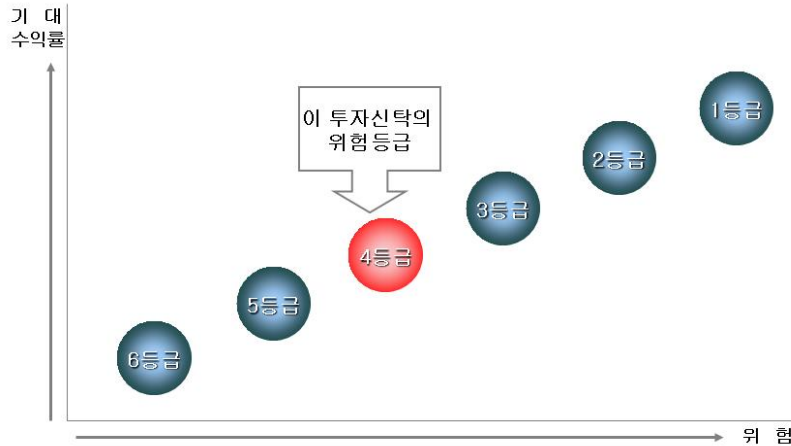 기 대
수익률
이 투자신탁의
위험등급
1등급
2등급
3등급
4등급
5등급
6등급
위 험